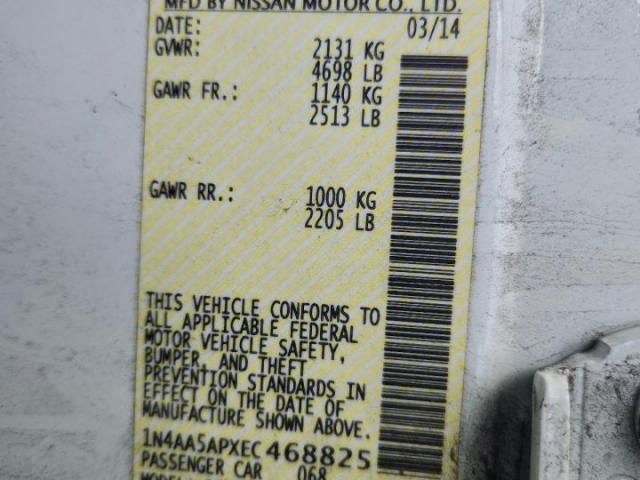 MFD BY NISSAN MOTOR CO., LTD.
DATE: 03/14
GVWR: 2131 KG
4698 LB
GAWR FR.: 1140 KG
2513 LB
GAWR RR.: 1000 KG
2205 LB
THIS VEHICLE CONFORMS TO
ALL APPLICABLE FEDERAL
MOTOR VEHICLE SAFETY,
BUMPER, AND THEFT
PREVENTION STANDARDS IN
EFFECT ON THE DATE OF
MANUFACTURE SHOWN ABOVE.
1N4AA5APXEC468825
PASSENGER CAR 068